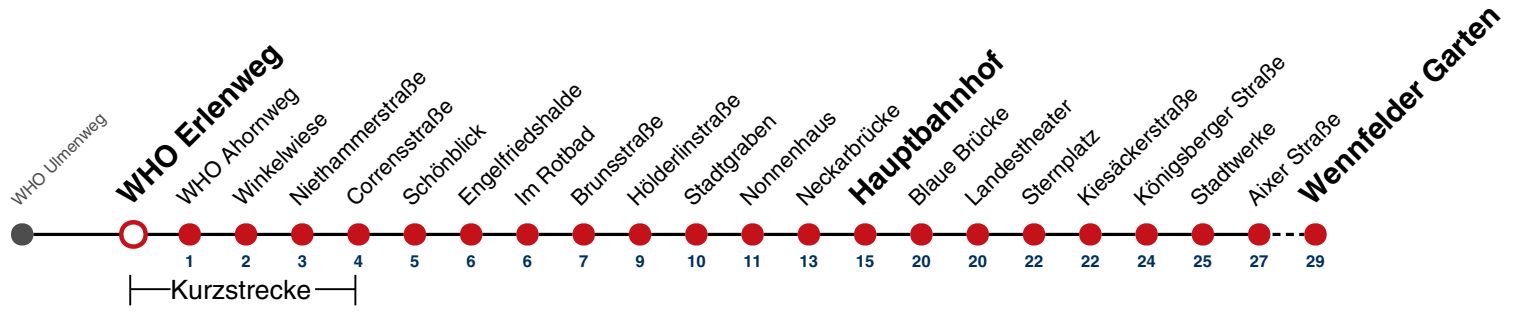 WHO Ulmenweg
WHO Erlenweg
WHO Ahornweg
Winkelwiese
Niethammerstraße
Corrensstraße
Schönblick
Engelfriedshalde
Im Rotbad
Brunsstraße
Hölderlinstraße
Stadtgraben
Nonnenhaus
Neckarbrücke
Hauptbahnhof
Blaue Brücke
Landestheater
Sternplatz
Kiesäckerstraße
Königsberger Straße
Stadtwerke
Aixer Straße
Wennfelder Garten
1 2 3 4 5 6 6 7 9 10 11 13 15 20 20 22 22 24 25 27 29
Kurzstrecke